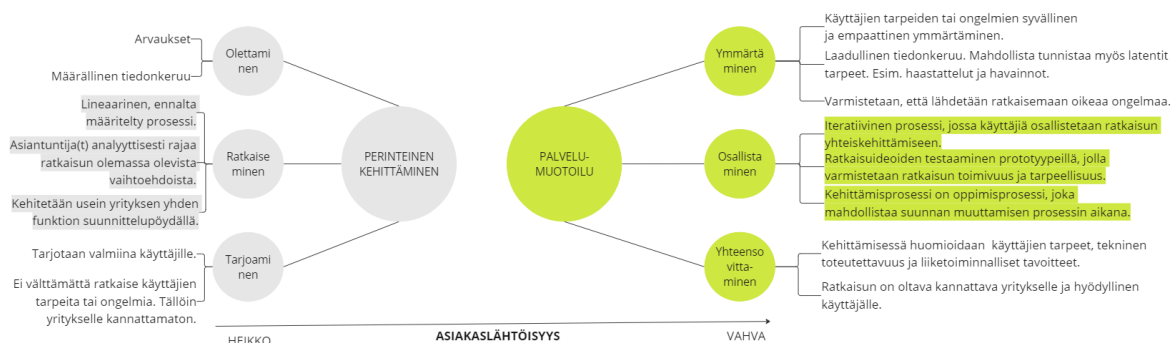 Arvaukset
Määrällinen tiedonkeruu
Olettami
nen
Lineaarinen, ennalta
määritelty prosessi.
Asiantuntija(t) analyyttisesti rajaa
ratkaisun olemassa olevista
vaihtoehdoista.
Kehitetään usein yrityksen yhden
funktion suunnittelupöydällä.
Ratkaise
minen
Tarjotaan valmiina käyttäjille.
Ei välttämättä ratkaise käyttäjien
tarpeita tai ongelmia. Tällöin
yritykselle kannattamaton.
Tarjoami
nen
PERINTEINEN
KEHITTÄMINEN
PALVELU-
MUOTOILU
Ymmärtä
minen
Käyttäjien tarpeiden tai ongelmien syvällinen
ja empaattinen ymmärtäminen.
Laadullinen tiedonkeruu. Mahdollista tunnistaa myös latentit
tarpeet. Esim. haastattelut ja havainnot.
Varmistetaan, että lähdetään ratkaisemaan oikeaa ongelmaa.
Osallista
minen
Iteratiivinen prosessi, jossa käyttäjiä osallistetaan ratkaisun
yhteiskehittämiseen.
Ratkaisuideoiden testaaminen prototyypeillä, jolla
varmistetaan ratkaisun toimivuus ja tarpeellisuus.
Kehittämisprosessi on oppimisprosessi, joka
mahdollistaa suunnan muuttamisen prosessin aikana.
Yhteenso
vitta-
minen
Kehittämisessä huomioidaan käyttäjien tarpeet, tekninen
toteutettavuus ja liiketoiminnalliset tavoitteet.
Ratkaisun on oltava kannattava yritykselle ja hyödyllinen
käyttäjälle.
HEIKKO
ASIAKASLÄHTÖISYYS
VAHVA